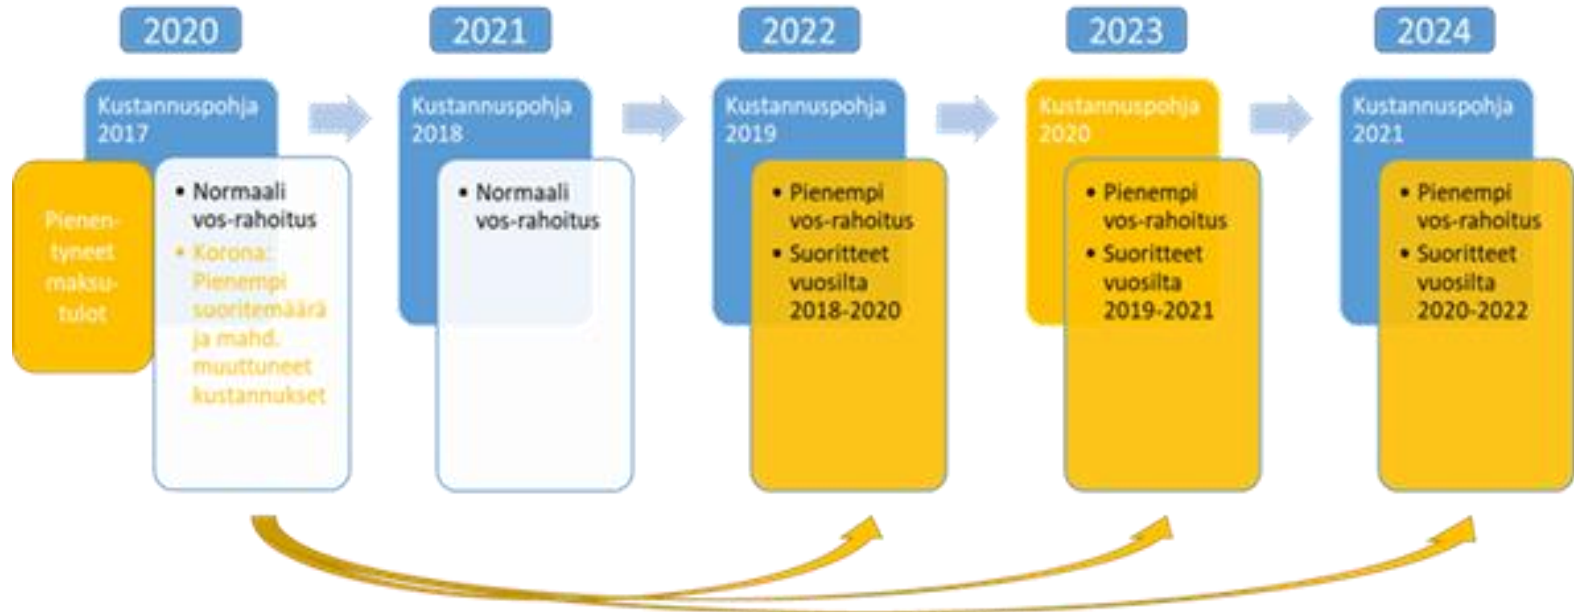 2020
Kustannuspohja
2017
Pienen-
tyneet
maksu-
tulot
• Normaali
vos-rahoitus
• Korona:
Pienempi
suoritemäärä
ja mahd.
muuttuneet
kustannukset
2021
Kustannuspohja
2018
• Normaali
vos-rahoitus
2022
Kustannuspohja
2019
• Pienempi
vos-rahoitus
• Suoritteet
vuosilta
2018-2020
2023
Kustannuspohja
2020
• Pienempi
vos-rahoitus
• Suoritteet
vuosilta
2019-2021
2024
Kustannuspohja
2021
• Pienempi
vos-rahoitus
• Suoritteet
vuosilta
2020-2022